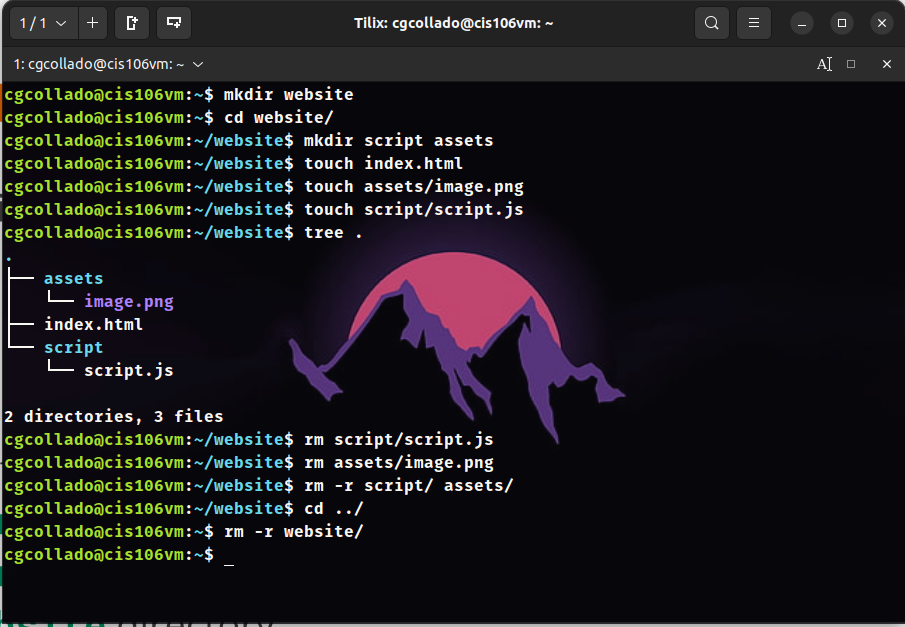 1 / 1
Tilix: cgcollado@cis106vm: ~
1: cgcollado@cis106vm: ~
cgcollado@cis106vm:~$ mkdir website
cgcollado@cis106vm:~$ cd website/
cgcollado@cis106vm:~/website$ mkdir script assets
cgcollado@cis106vm:~/website$ touch index.html
cgcollado@cis106vm:~/website$ touch assets/image.png
cgcollado@cis106vm:~/website$ touch script/script.js
cgcollado@cis106vm:~/website$ tree .
.
├── assets
│   └── image.png
├── index.html
└── script
    └── script.js
2 directories, 3 files
cgcollado@cis106vm:~/website$ rm script/script.js
cgcollado@cis106vm:~/website$ rm assets/image.png
cgcollado@cis106vm:~/website$ rm -r script/ assets/
cgcollado@cis106vm:~/website$ cd ../
cgcollado@cis106vm:~$ rm -r website/
cgcollado@cis106vm:~$ _